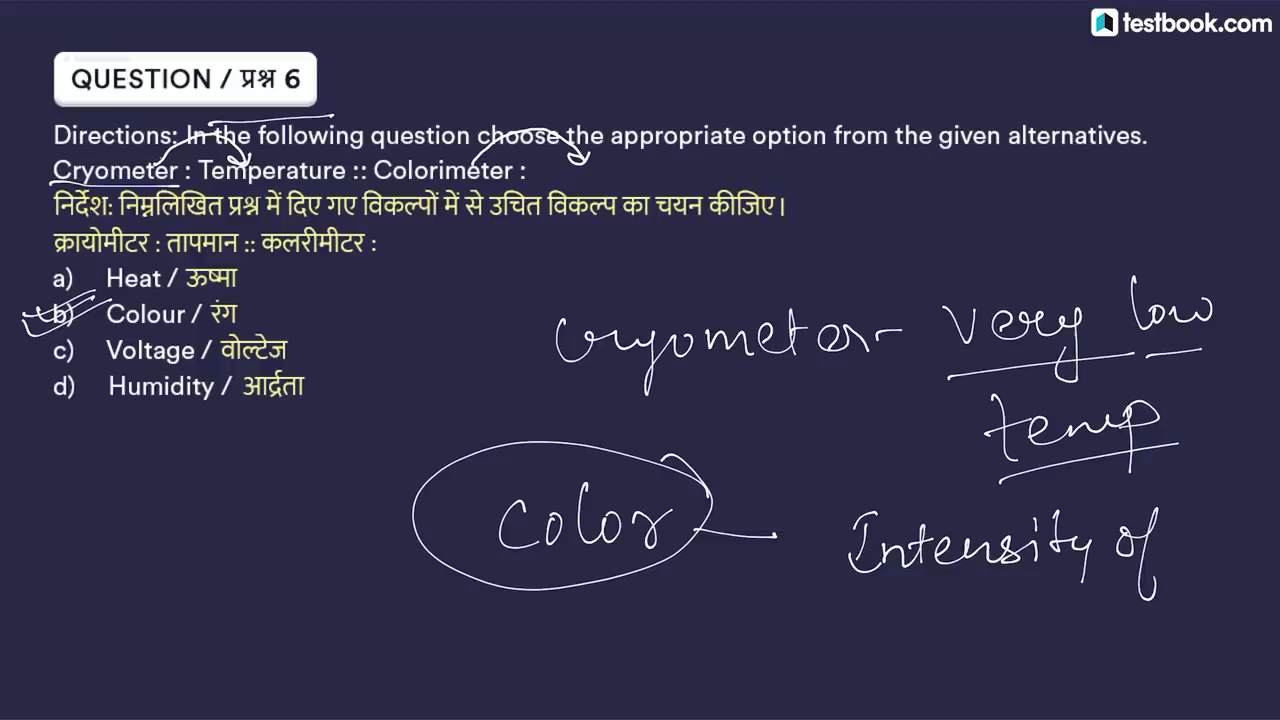 testbook.com
QUESTION / प्रश्न 6
Directions: In the following question choose the appropriate option from the given alternatives.
Cryometer : Temperature :: Colorimeter :
निर्देश: निम्नलिखित प्रश्न में दिए गए विकल्पों में से उचित विकल्प का चयन कीजिए।
क्रायोमीटर : तापमान :: कलरीमीटर :
a) Heat / ऊष्मा
b) Colour / रंग
c) Voltage / वोल्टेज
d) Humidity / आर्द्रता
Cryometer - very low
temp
Color - Intensity of